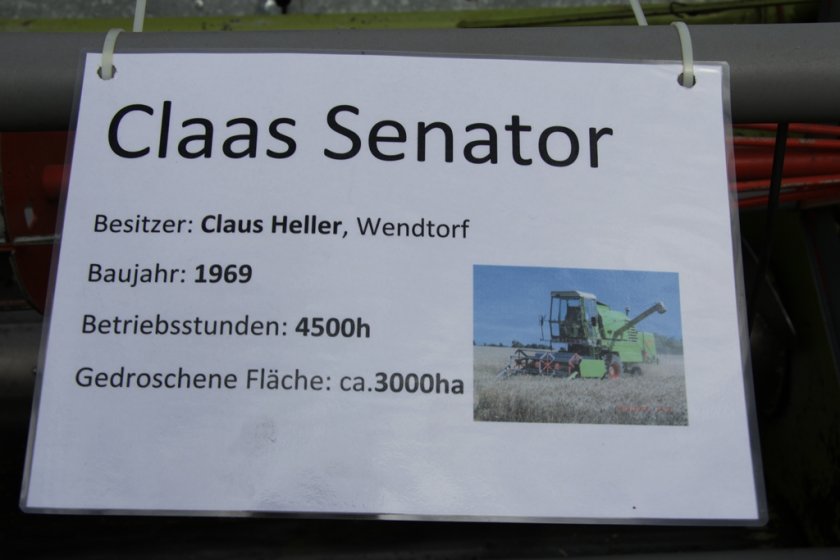 Claas Senator
Besitzer: Claus Heller, Wendtorf
Baujahr: 1969
Betriebsstunden: 4500h
Gedroschene Fläche: ca.3000ha